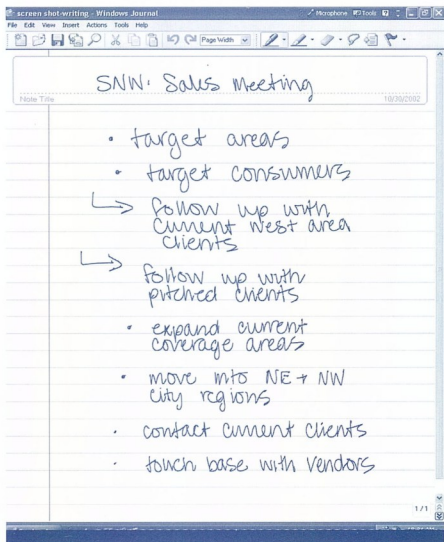 screen shot-writing - Windows Journal
Microphone Tools
File Edit View Insert Actions Tools Help
Page Width
SNW: Sales Meeting
Note Title
10/30/2002
• target areas
• target consumers
↳ follow up with
current West area
clients
↳ follow up with
pitched clients
• expand current
coverage areas
• move into NE + NW
city regions
• contact current clients
• touch base with vendors
1/1